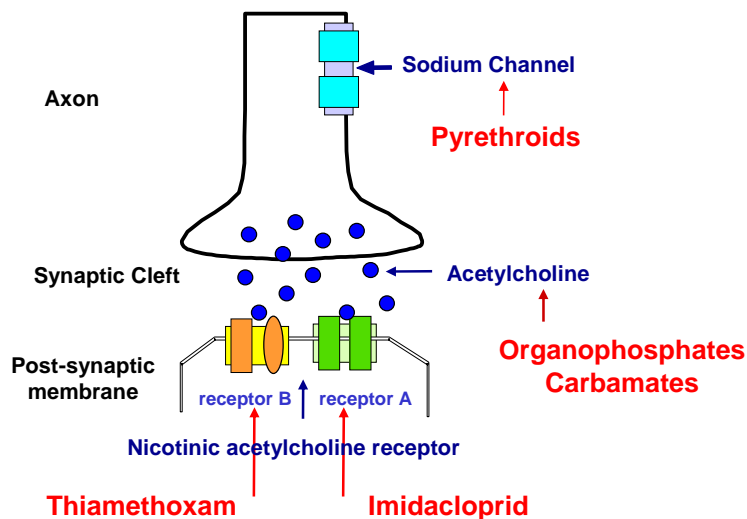 Sodium Channel
Axon
Pyrethroids
Synaptic Cleft
Acetylcholine
Organophosphates
Carbamates
Post-synaptic
membrane
receptor B
receptor A
Nicotinic acetylcholine receptor
Thiamethoxam
Imidacloprid